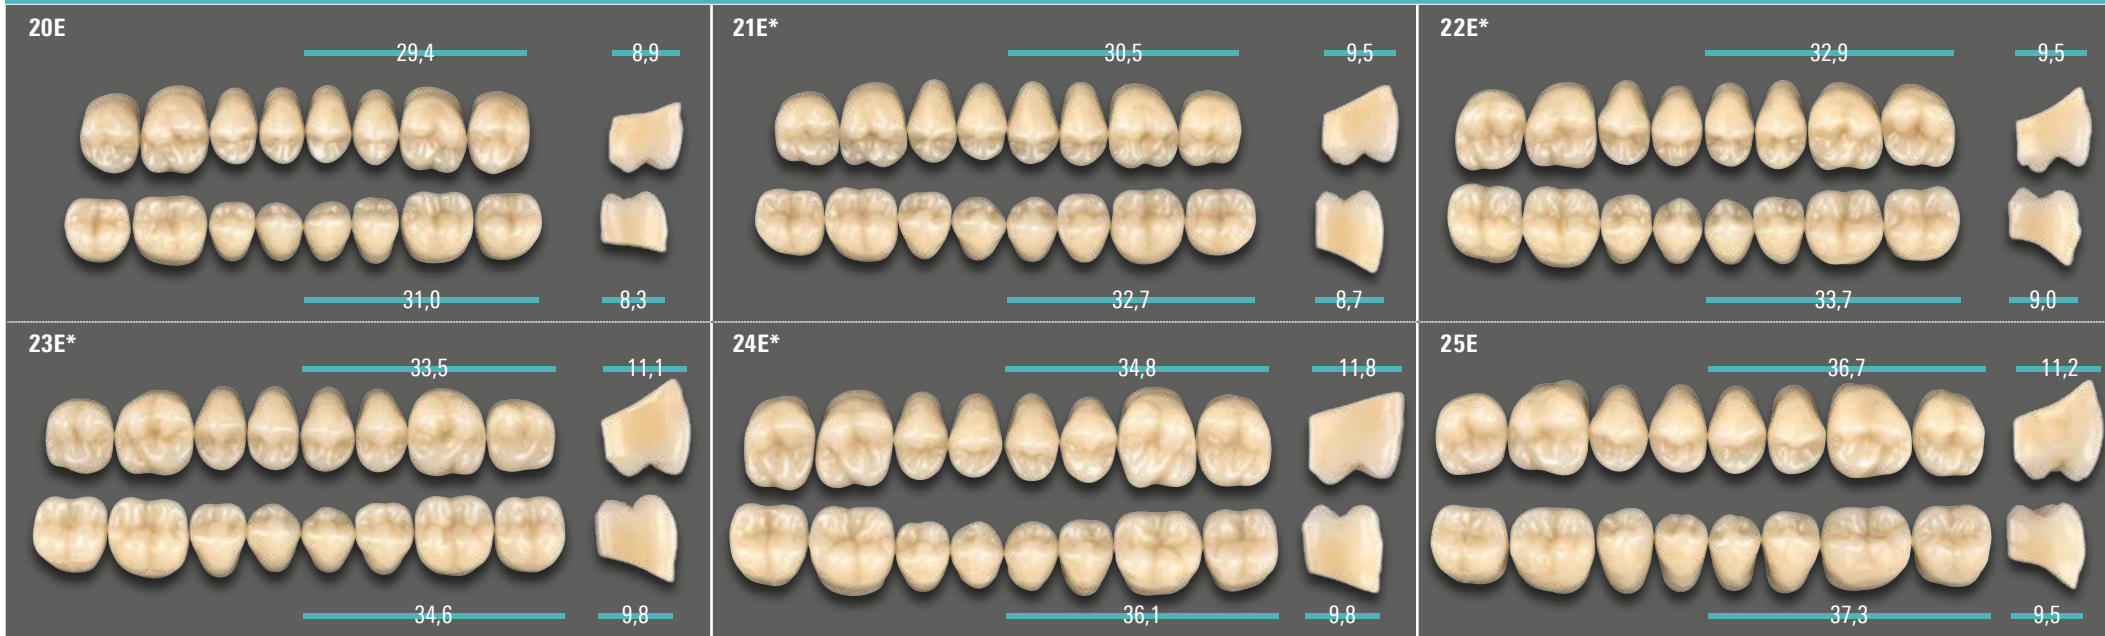 20E
29,4 8,9
31,0 8,3
21E*
30,5 9,5
32,7 8,7
22E*
32,9 9,5
33,7 9,0
23E*
33,5 11,1
34,6 9,8
24E*
34,8 11,8
36,1 9,8
25E
36,7 11,2
37,3 9,5